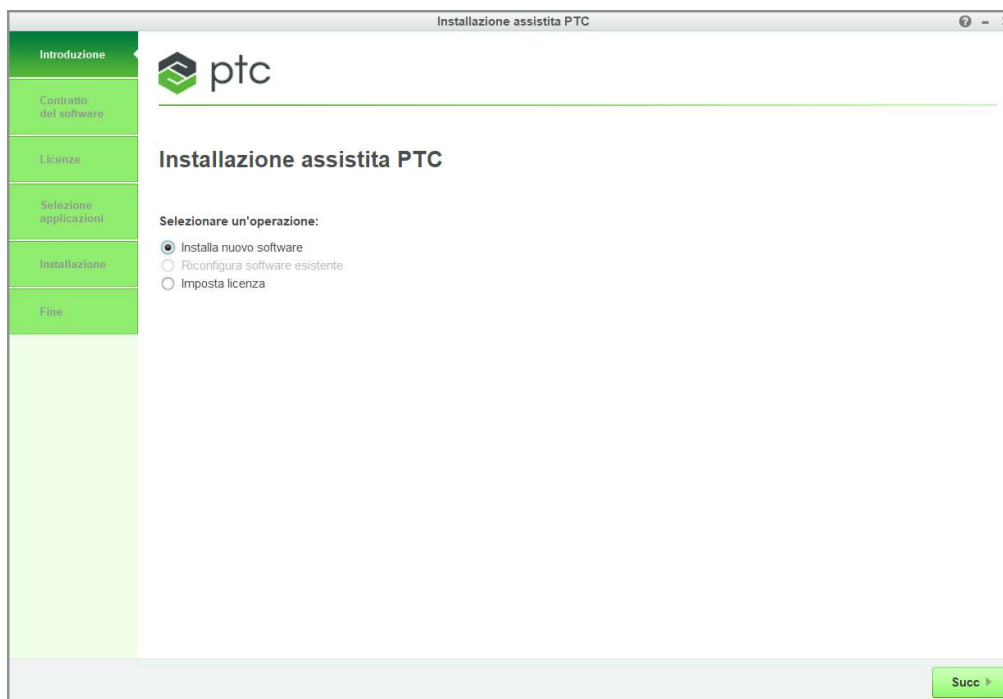 Installazione assistita PTC
Introduzione
Contratto
del software
Licenze
Selezione
applicazioni
Installazione
Fine
ptc
Installazione assistita PTC
Selezionare un'operazione:
Installa nuovo software
Riconfigura software esistente
Imposta licenza
Succ